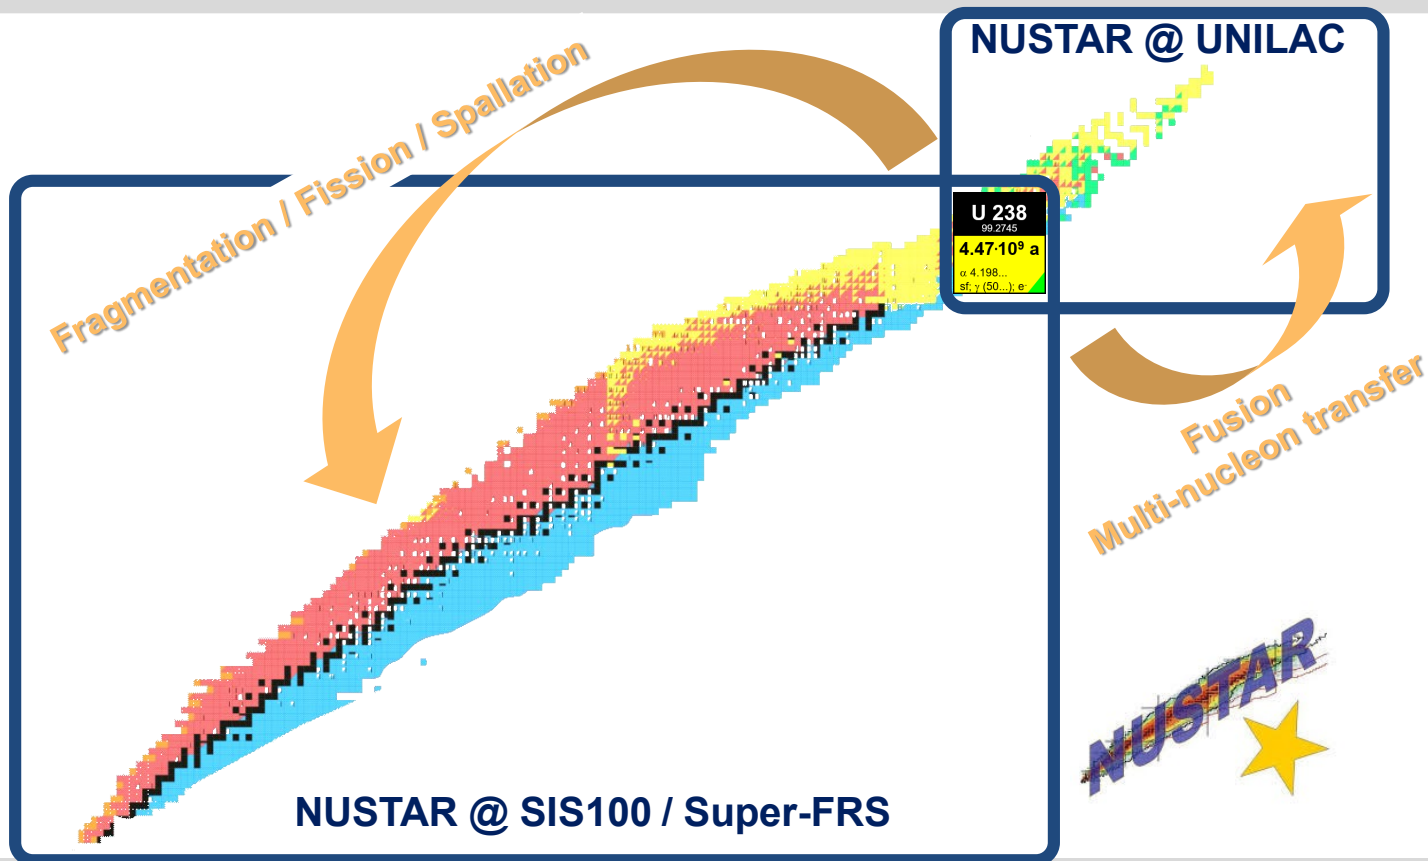 NUSTAR @ UNILAC
Fragmentation / Fission / Spallation
U 238
99.2745
4.47·10⁹ a
α 4.198...
sf; γ (50...); e⁻
Fusion
Multi-nucleon transfer
NUSTAR
NUSTAR @ SIS100 / Super-FRS